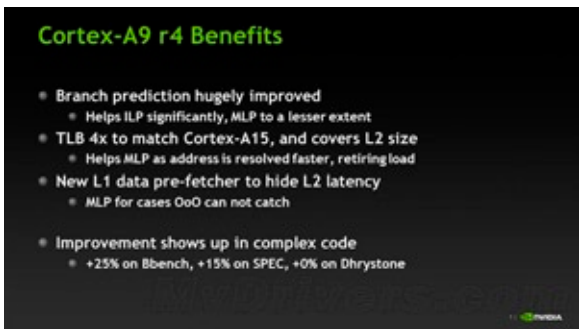 Cortex-A9 r4 Benefits
Branch prediction hugely improved
Helps ILP significantly, MLP to a lesser extent
TLB 4x to match Cortex-A15, and covers L2 size
Helps MLP as address is resolved faster, retiring load
New L1 data pre-fetcher to hide L2 latency
MLP for cases OoO can not catch
Improvement shows up in complex code
+25% on Bbench, +15% on SPEC, +0% on Dhrystone
MyDrivers.com
NVIDIA